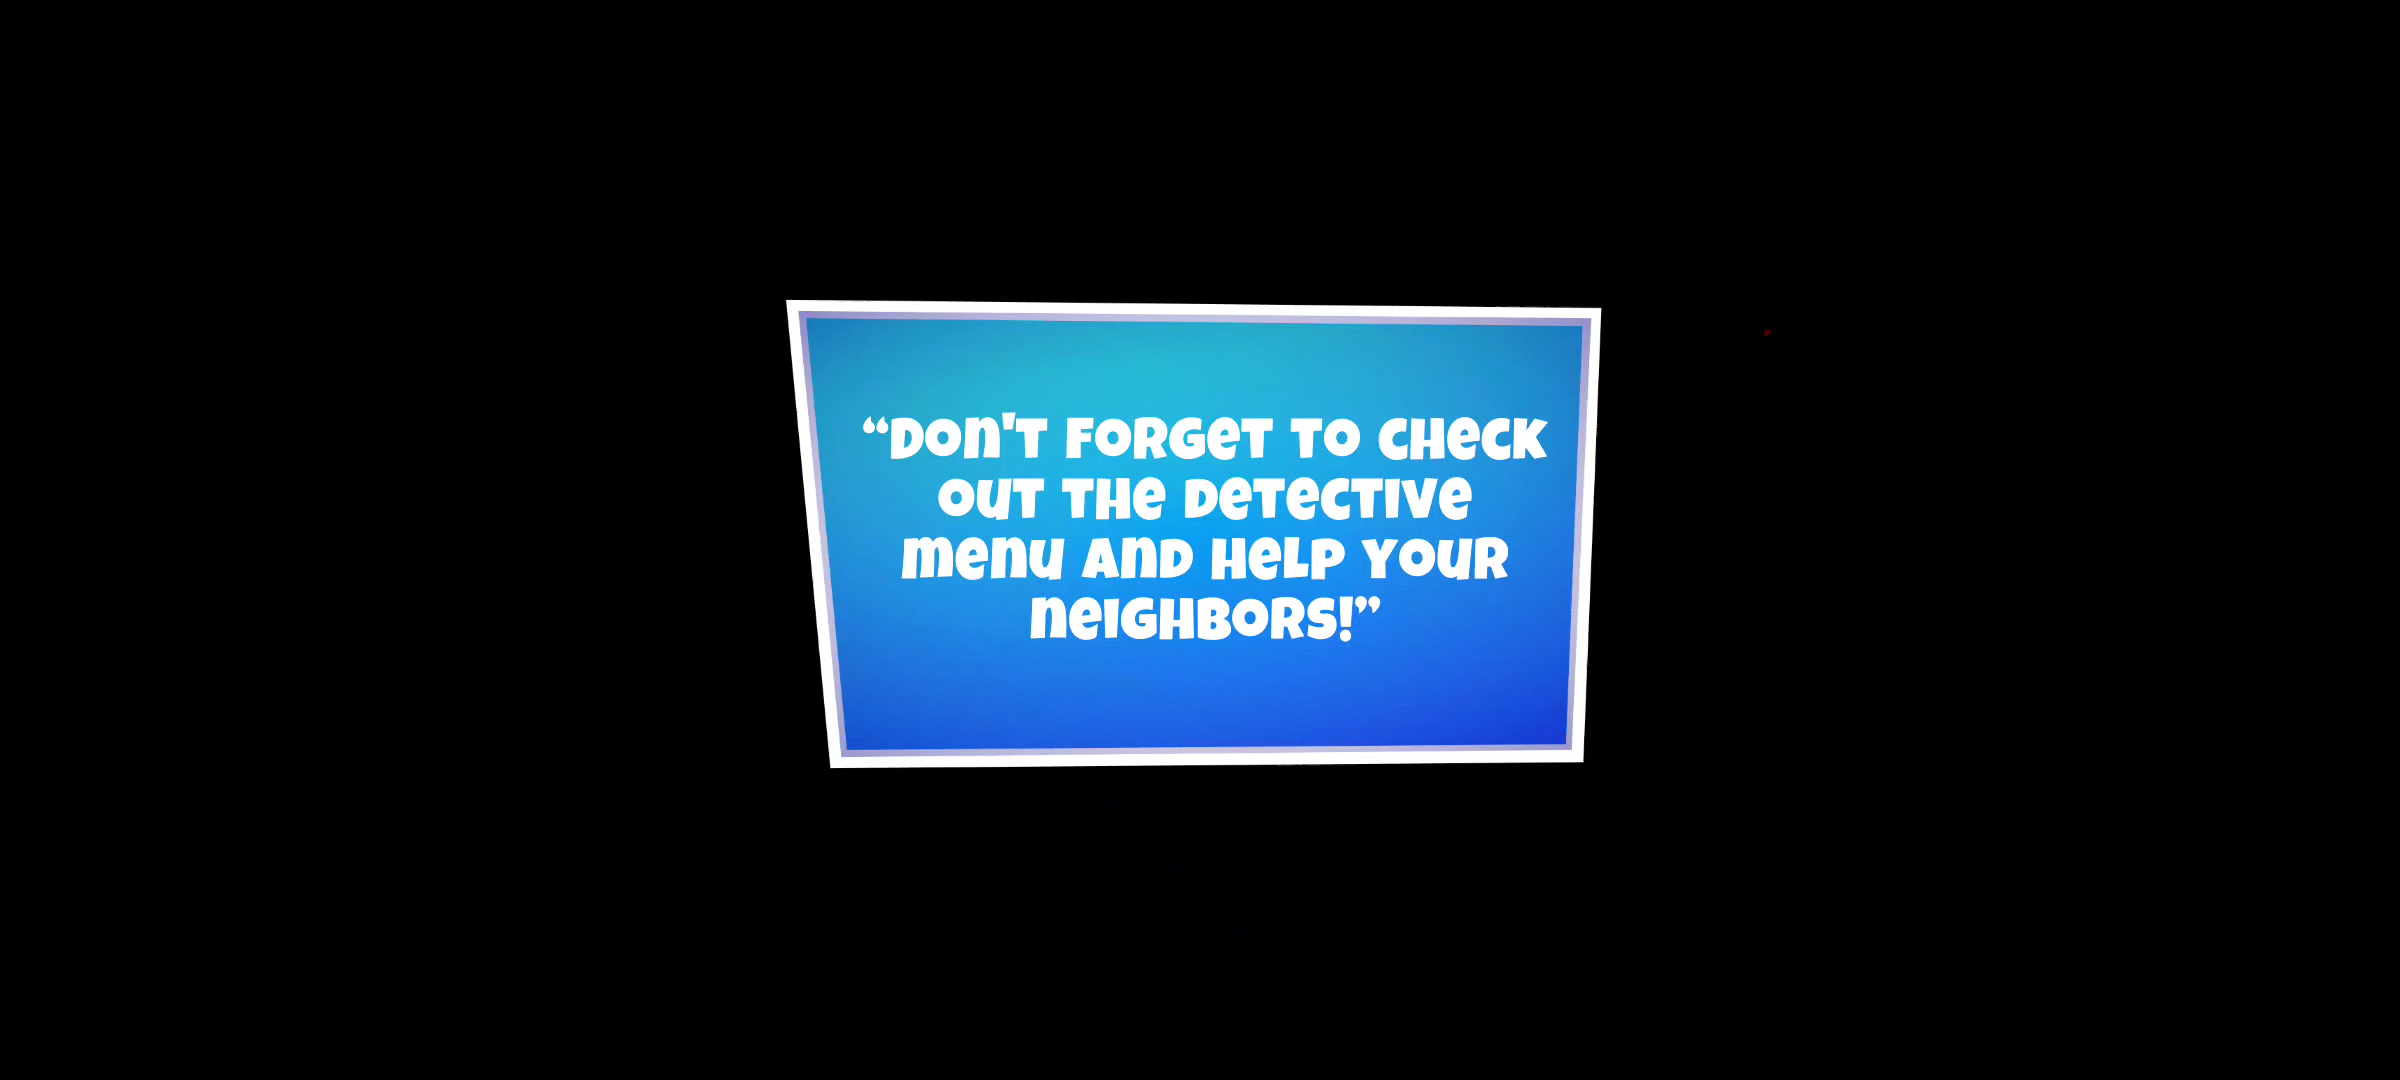 “Don't forget to check
out the detective
menu and help your
neighbors!”